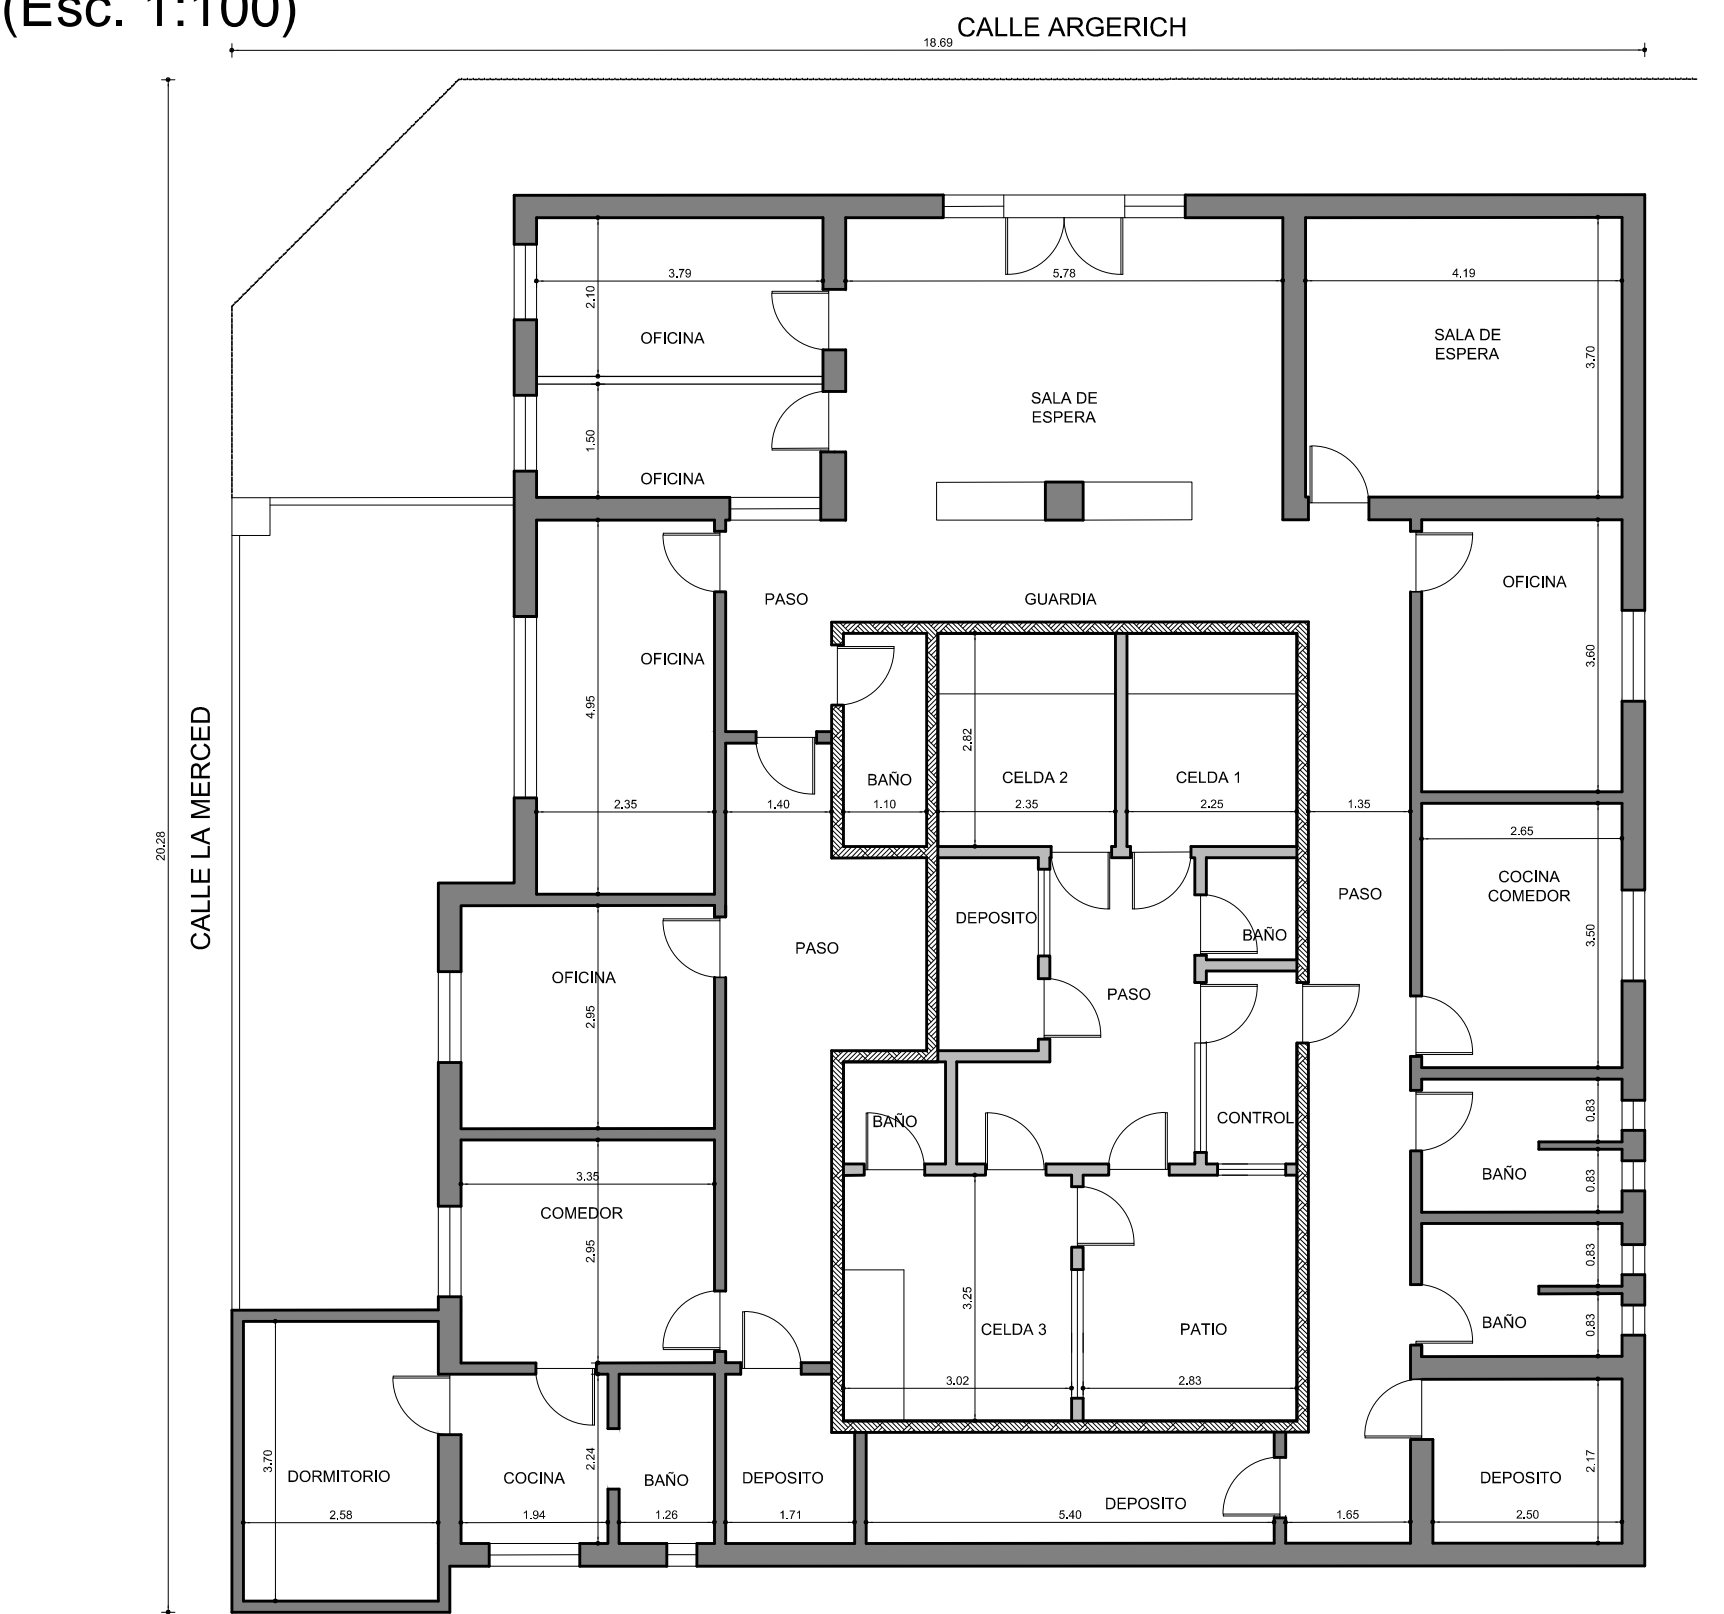 (Esc. 1:100)
CALLE ARGERICH
18.69
3.79
5.78
4.19
2.10
OFICINA
SALA DE
ESPERA
3.70
SALA DE
ESPERA
1.50
OFICINA
PASO
GUARDIA
OFICINA
3.60
OFICINA
4.95
2.82
BAÑO
CELDA 2
CELDA 1
2.35
1.40
1.10
2.35
2.25
1.35
2.65
CALLE LA MERCED
20.28
COCINA
COMEDOR
3.50
PASO
DEPOSITO
BAÑO
PASO
OFICINA
2.95
PASO
BAÑO
CONTROL
0.83
BAÑO
0.83
3.35
COMEDOR
2.95
0.83
BAÑO
0.83
3.25
CELDA 3
PATIO
3.02
2.83
3.70
DORMITORIO
2.58
COCINA
2.24
1.94
BAÑO
1.26
DEPOSITO
1.71
DEPOSITO
5.40
1.65
DEPOSITO
2.17
2.50